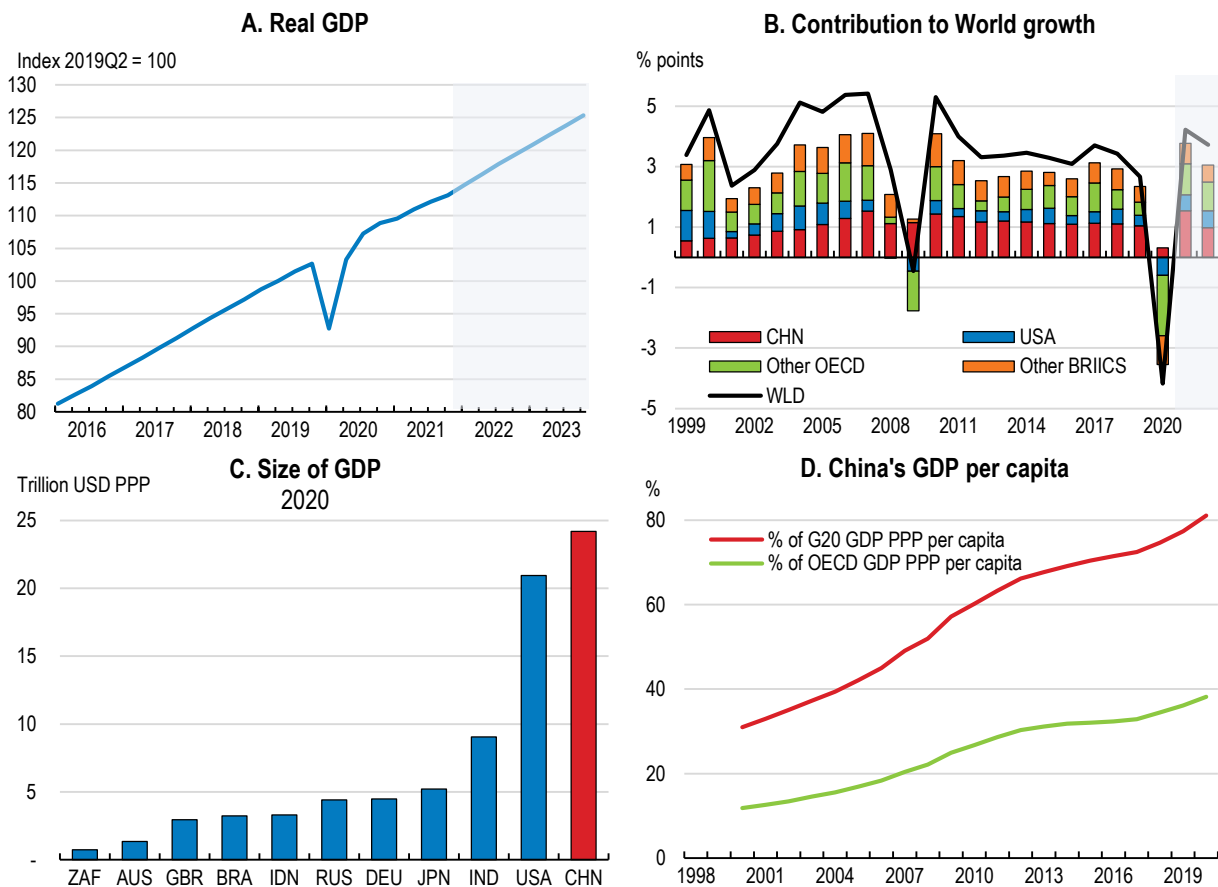 A. Real GDP
Index 2019Q2 = 100
130
125
120
115
110
105
100
95
90
85
80
2016 2017 2018 2019 2020 2021 2022 2023
B. Contribution to World growth
% points
5
3
1
-1
-3
-5
CHN USA
Other OECD Other BRIICS
WLD
1999 2002 2005 2008 2011 2014 2017 2020
C. Size of GDP
Trillion USD PPP
2020
25
20
15
10
5
-
ZAF AUS GBR BRA IDN RUS DEU JPN IND USA CHN
D. China's GDP per capita
%
80
60
40
20
0
% of G20 GDP PPP per capita
% of OECD GDP PPP per capita
1998 2001 2004 2007 2010 2013 2016 2019